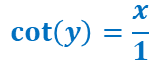 cot(y) = x/1